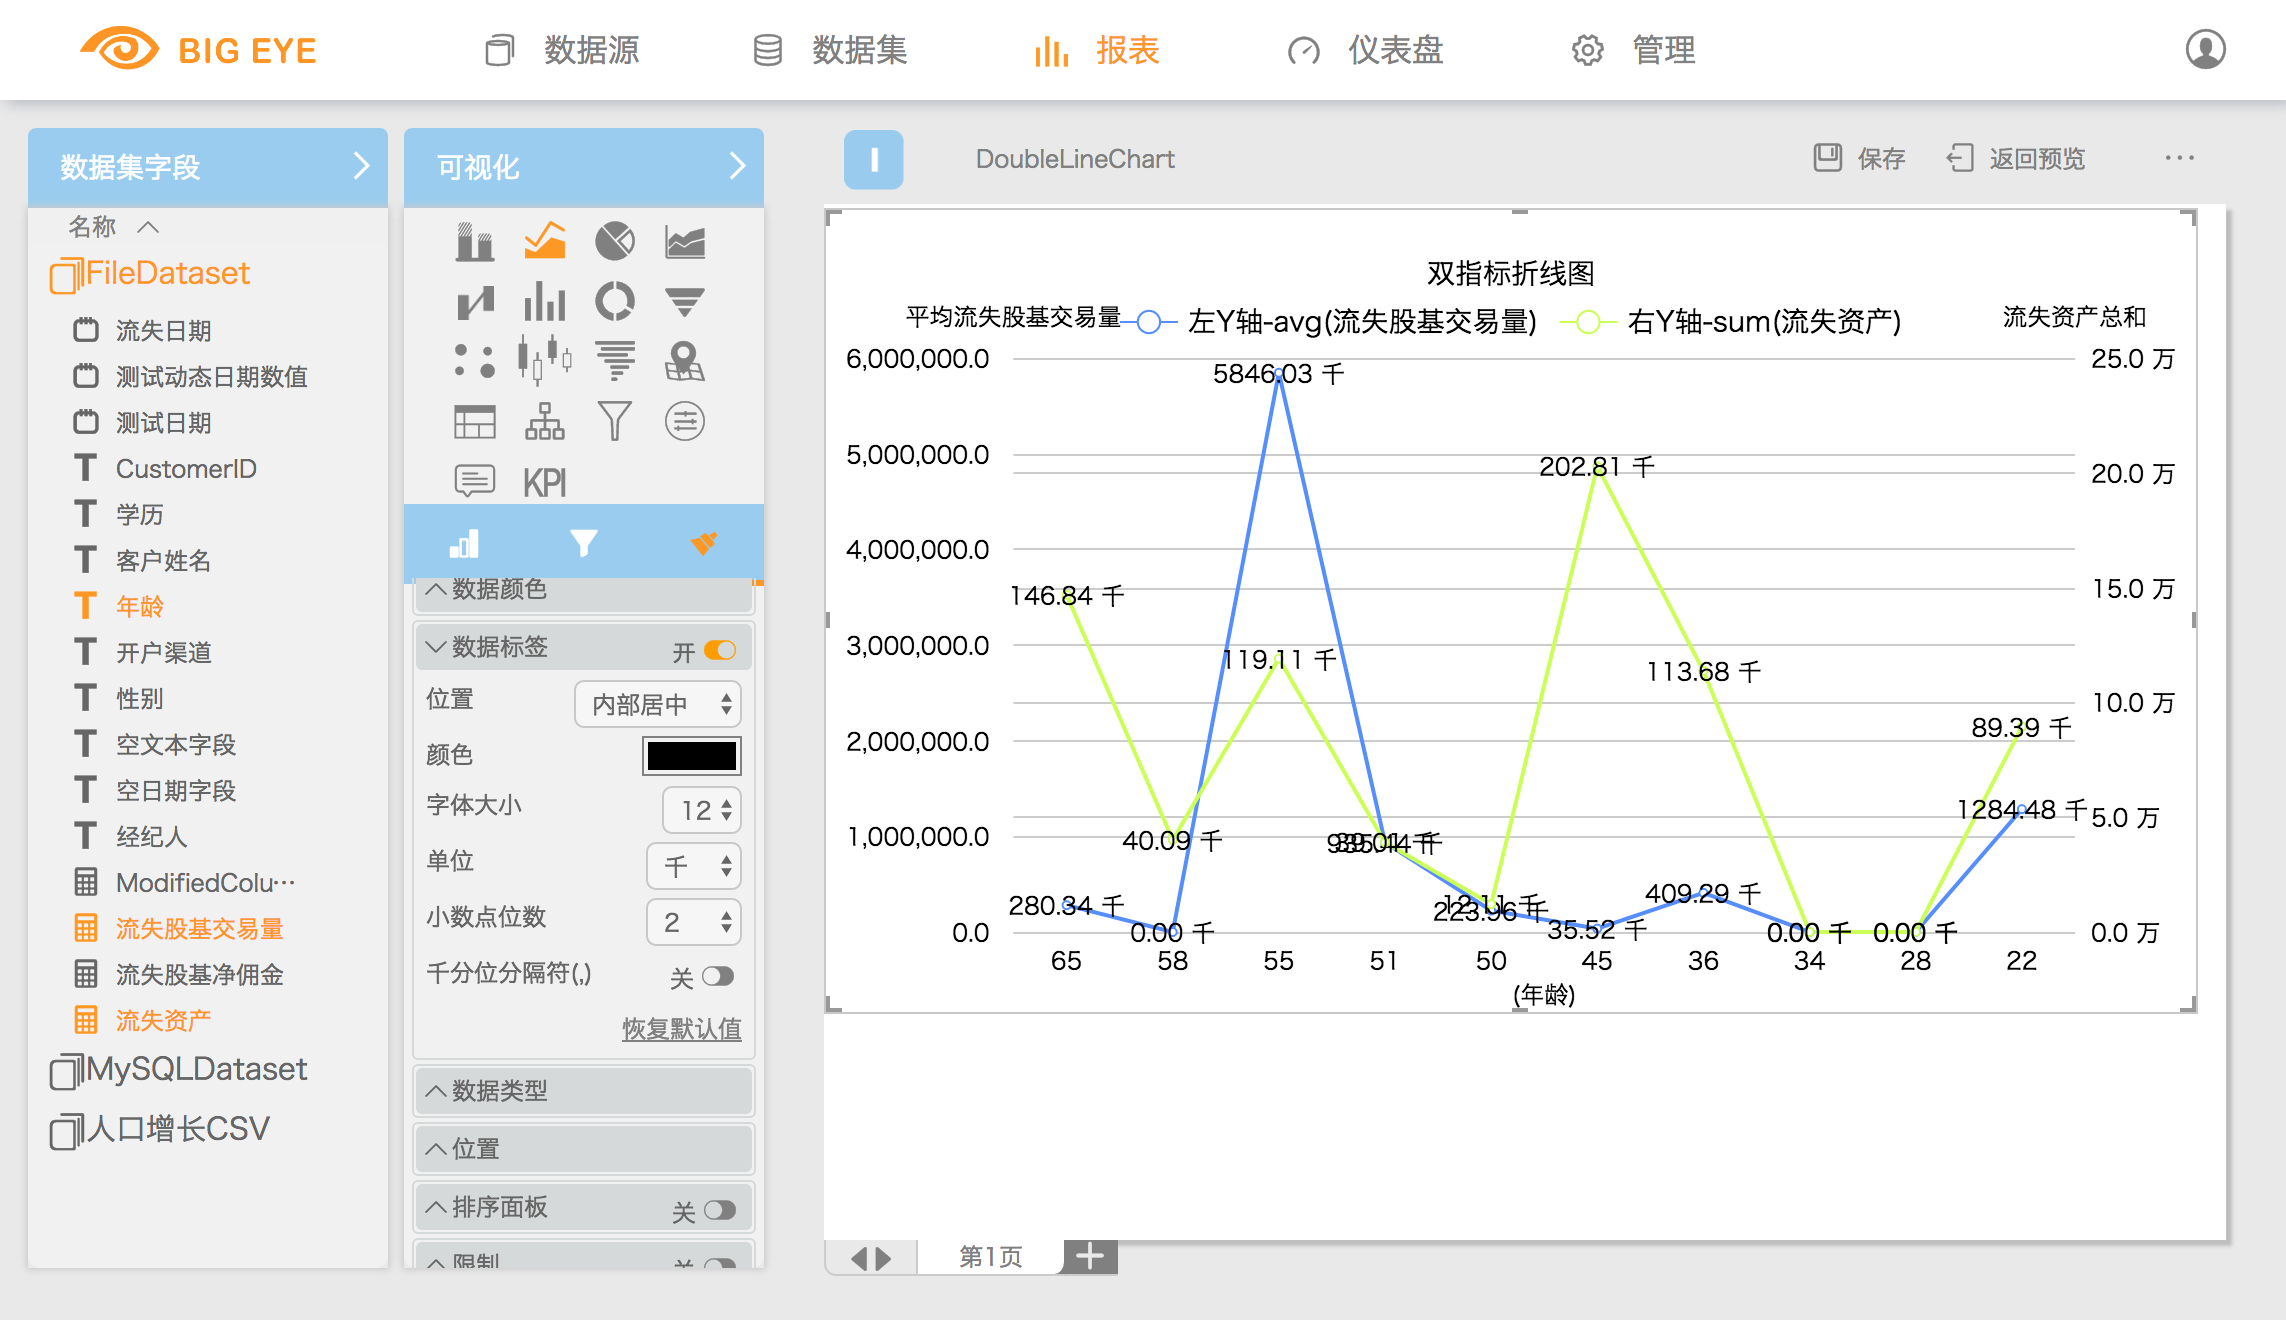 BIG EYE
数据源
数据集
报表
仪表盘
管理
数据集字段
名称
FileDataset
流失日期
测试动态日期数值
测试日期
CustomerID
学历
客户姓名
年龄
开户渠道
性别
空文本字段
空日期字段
经纪人
ModifiedColu···
流失股基交易量
流失股基净佣金
流失资产
MySQLDataset
人口增长CSV
可视化
KPI
数据颜色
数据标签 开
位置 内部居中
颜色
字体大小 12
单位 千
小数点位数 2
千分位分隔符(,) 关
恢复默认值
数据类型
位置
排序面板 关
限制 关
DoubleLineChart
保存
返回预览
双指标折线图
平均流失股基交易量
左Y轴-avg(流失股基交易量)
右Y轴-sum(流失资产)
流失资产总和
6,000,000.0
5,000,000.0
4,000,000.0
3,000,000.0
2,000,000.0
1,000,000.0
0.0
25.0 万
20.0 万
15.0 万
10.0 万
5.0 万
0.0 万
5846.03 千
202.81 千
146.84 千
119.11 千
113.68 千
89.39 千
1284.48 千
40.09 千
935.14 千
39.01 千
280.34 千
0.00 千
12.11 千
223.96 千
35.52 千
409.29 千
0.00 千
0.00 千
65
58
55
51
50
45
36
34
28
22
(年龄)
第1页